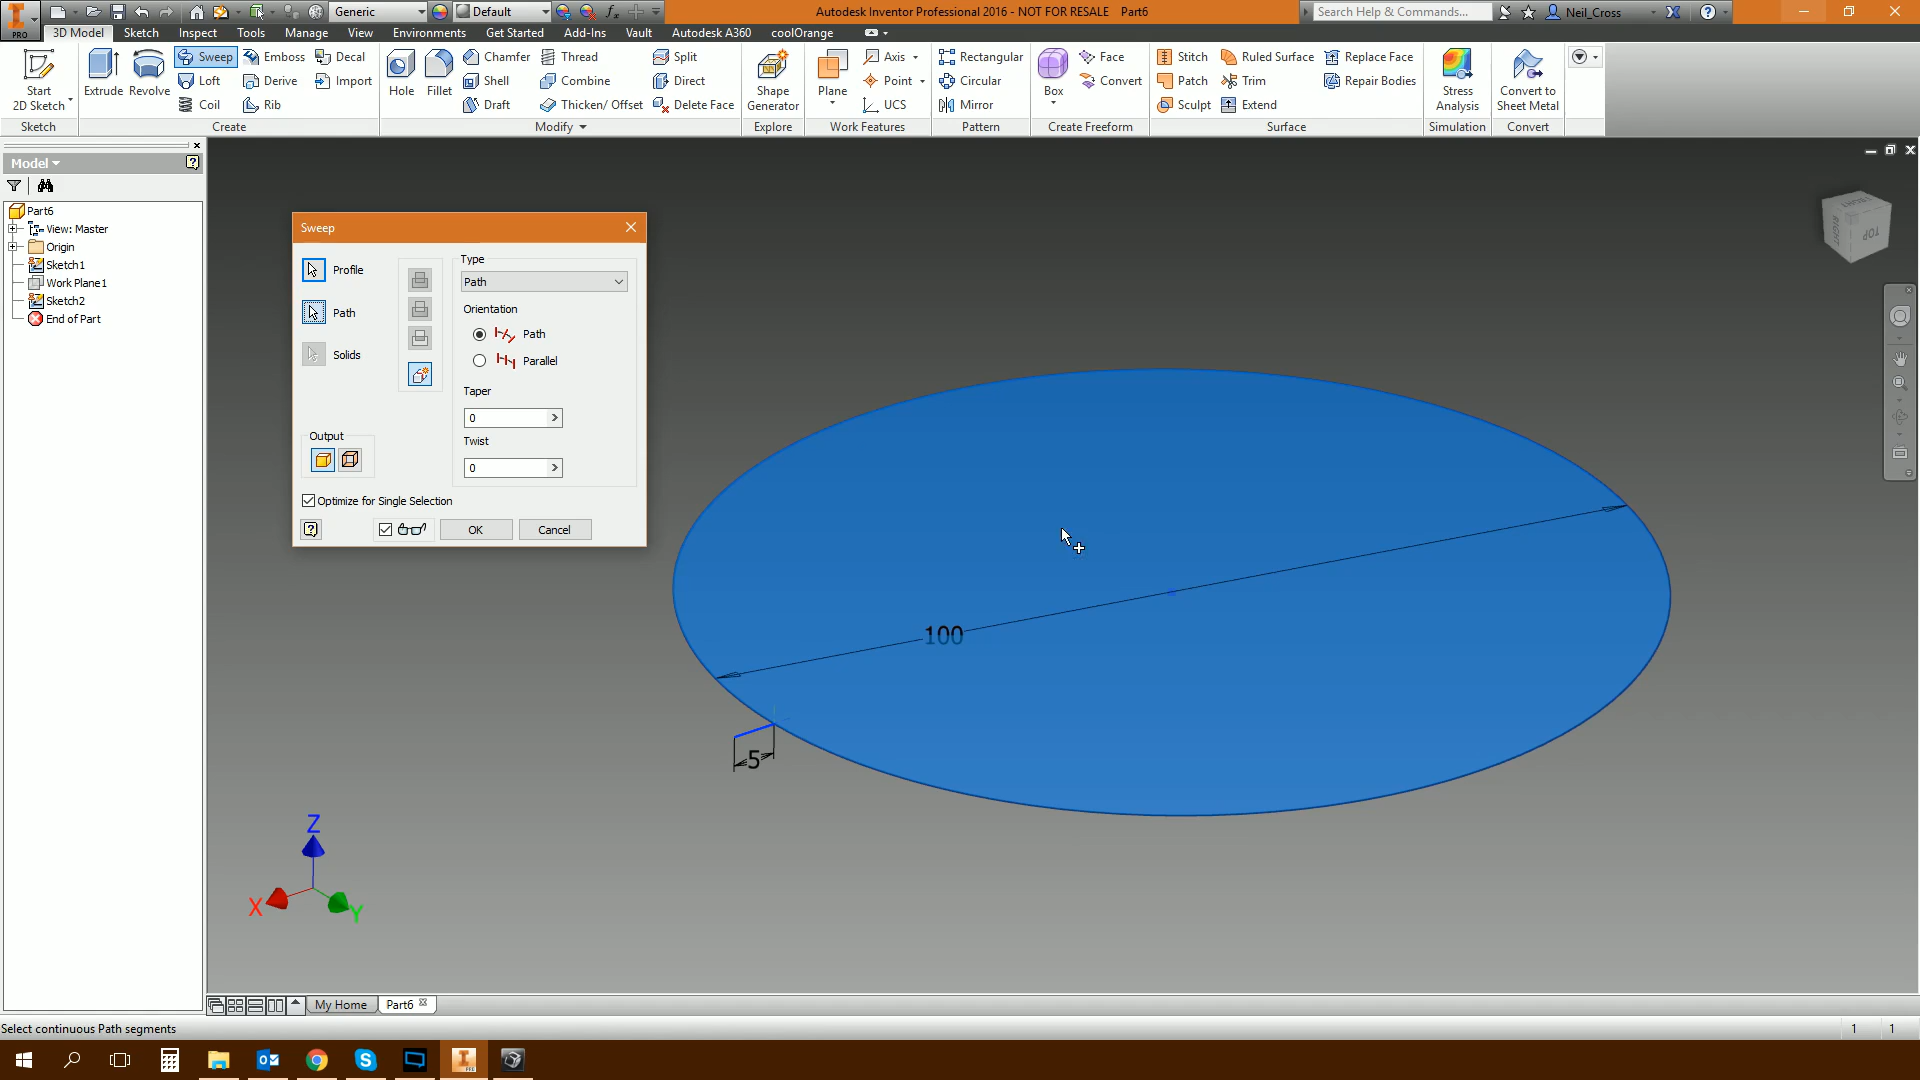 Generic
Default
Autodesk Inventor Professional 2016 - NOT FOR RESALE Part6
Search Help & Commands...
Neil_Cross
PRO
3D Model Sketch Inspect Tools Manage View Environments Get Started Add-Ins Vault Autodesk A360 coolOrange
Start
2D Sketch
Extrude
Revolve
Sweep
Loft
Coil
Emboss
Derive
Rib
Decal
Import
Hole
Fillet
Chamfer
Shell
Draft
Thread
Combine
Thicken/ Offset
Split
Direct
Delete Face
Shape
Generator
Plane
Axis
Point
UCS
Rectangular
Circular
Mirror
Box
Face
Convert
Stitch
Patch
Sculpt
Ruled Surface
Trim
Extend
Replace Face
Repair Bodies
Stress
Analysis
Convert to
Sheet Metal
Sketch
Create
Modify
Explore
Work Features
Pattern
Create Freeform
Surface
Simulation
Convert
Model
Part6
View: Master
Origin
Sketch1
Work Plane1
Sketch2
End of Part
Sweep
Profile
Path
Solids
Type
Path
Orientation
Path
Parallel
Taper
0
Twist
0
Output
Optimize for Single Selection
OK
Cancel
RIGHT
TOP
100
5
Z
X
Y
My Home
Part6
Select continuous Path segments
1 1